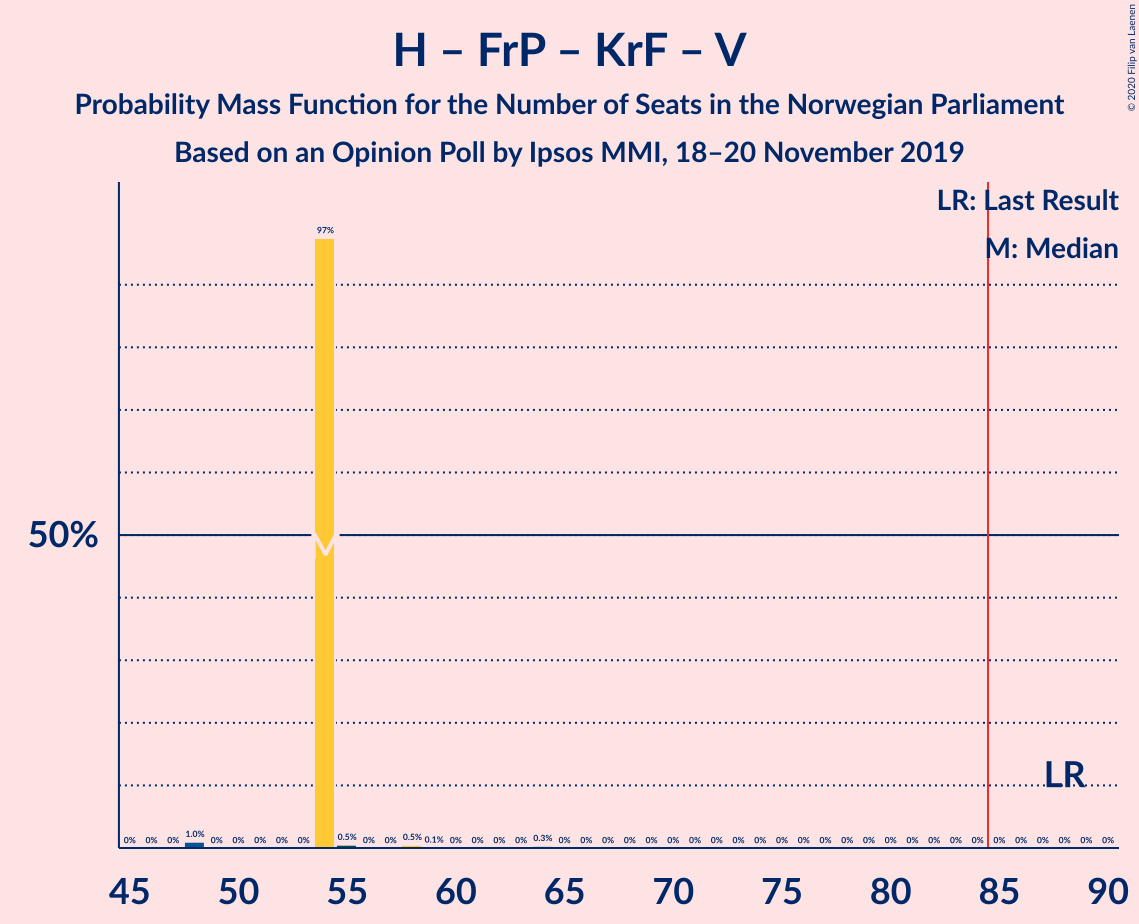 H – FrP – KrF – V
Probability Mass Function for the Number of Seats in the Norwegian Parliament
Based on an Opinion Poll by Ipsos MMI, 18–20 November 2019
© 2020 Filip van Laenen
LR: Last Result
M: Median
97%
50%
M
LR
0% 0% 0% 1.0% 0% 0% 0% 0% 0% 0.5% 0% 0% 0.5% 0.1% 0% 0% 0% 0% 0.3% 0% 0% 0% 0% 0% 0% 0% 0% 0% 0% 0% 0% 0% 0% 0% 0% 0% 0% 0% 0% 0% 0% 0% 0% 0% 0%
45 50 55 60 65 70 75 80 85 90